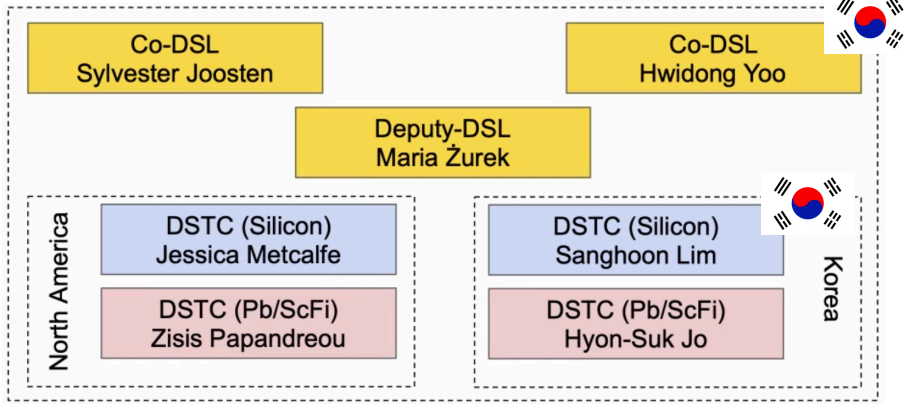 Co-DSL
Sylvester Joosten
Co-DSL
Hwidong Yoo
Deputy-DSL
Maria Żurek
North America
DSTC (Silicon)
Jessica Metcalfe
DSTC (Pb/ScFi)
Zisis Papandreou
DSTC (Silicon)
Sanghoon Lim
DSTC (Pb/ScFi)
Hyon-Suk Jo
Korea